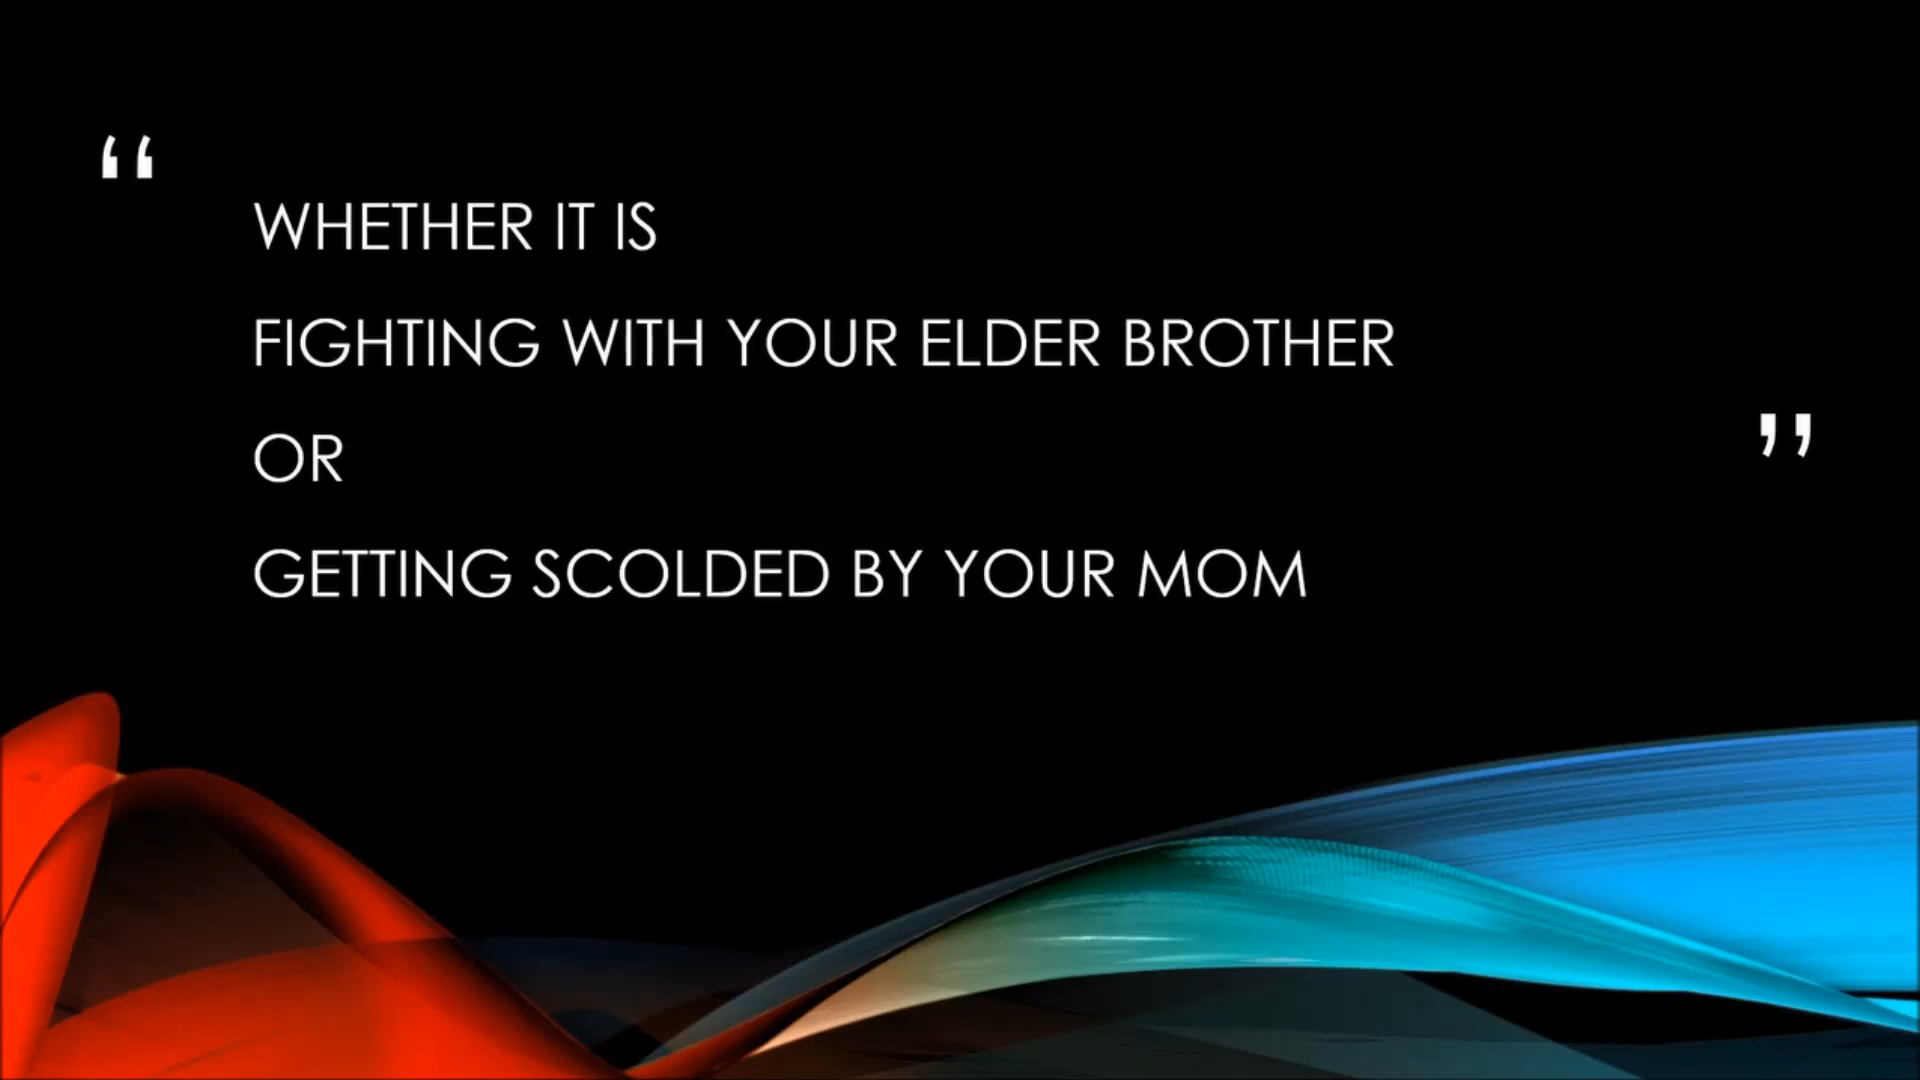 “
WHETHER IT IS
FIGHTING WITH YOUR ELDER BROTHER
OR
GETTING SCOLDED BY YOUR MOM
”